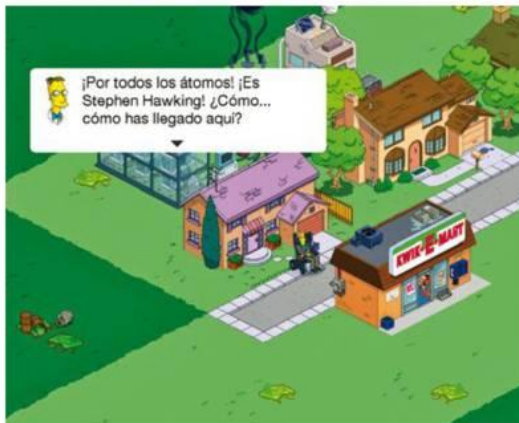 ¡Por todos los átomos! ¡Es
Stephen Hawking! ¿Cómo...
cómo has llegado aquí?
KWIK-E-MART